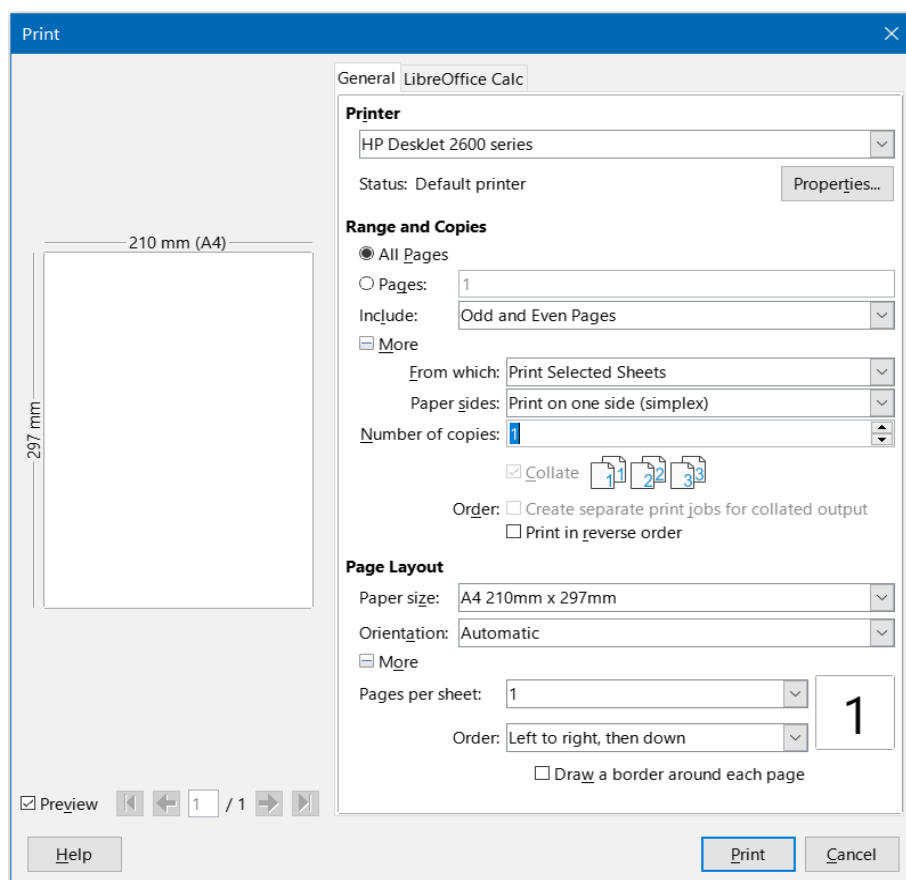 Print
General LibreOffice Calc
Printer
HP DeskJet 2600 series
Status: Default printer Properties...
Range and Copies
All Pages
Pages: 1
Include: Odd and Even Pages
More
From which: Print Selected Sheets
Paper sides: Print on one side (simplex)
Number of copies: 1
Collate 1 1 2 2 3 3
Order: Create separate print jobs for collated output
Print in reverse order
Page Layout
Paper size: A4 210mm x 297mm
Orientation: Automatic
More
Pages per sheet: 1
1
Order: Left to right, then down
Draw a border around each page
210 mm (A4)
297 mm
Preview 1 / 1
Help Print Cancel